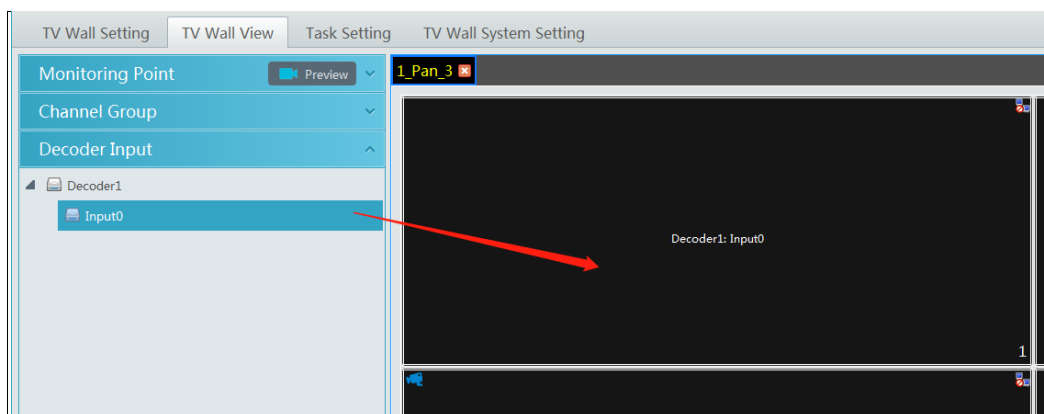 TV Wall Setting TV Wall View Task Setting TV Wall System Setting
Monitoring Point Preview
1_Pan_3
Channel Group
Decoder Input
Decoder1
Input0
Decoder1: Input0
1